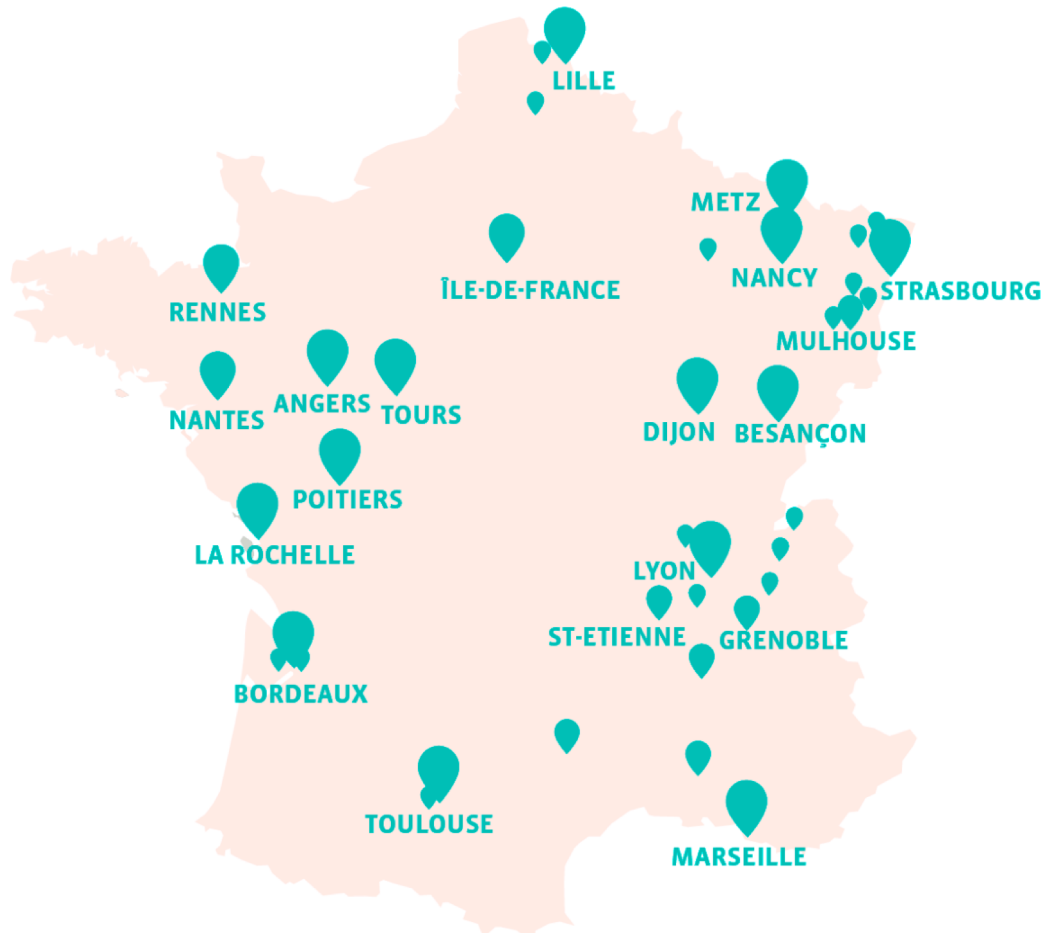 LILLE
METZ
NANCY
ÎLE-DE-FRANCE
STRASBOURG
RENNES
MULHOUSE
ANGERS
TOURS
NANTES
DIJON
BESANÇON
POITIERS
LA ROCHELLE
LYON
ST-ETIENNE
GRENOBLE
BORDEAUX
TOULOUSE
MARSEILLE